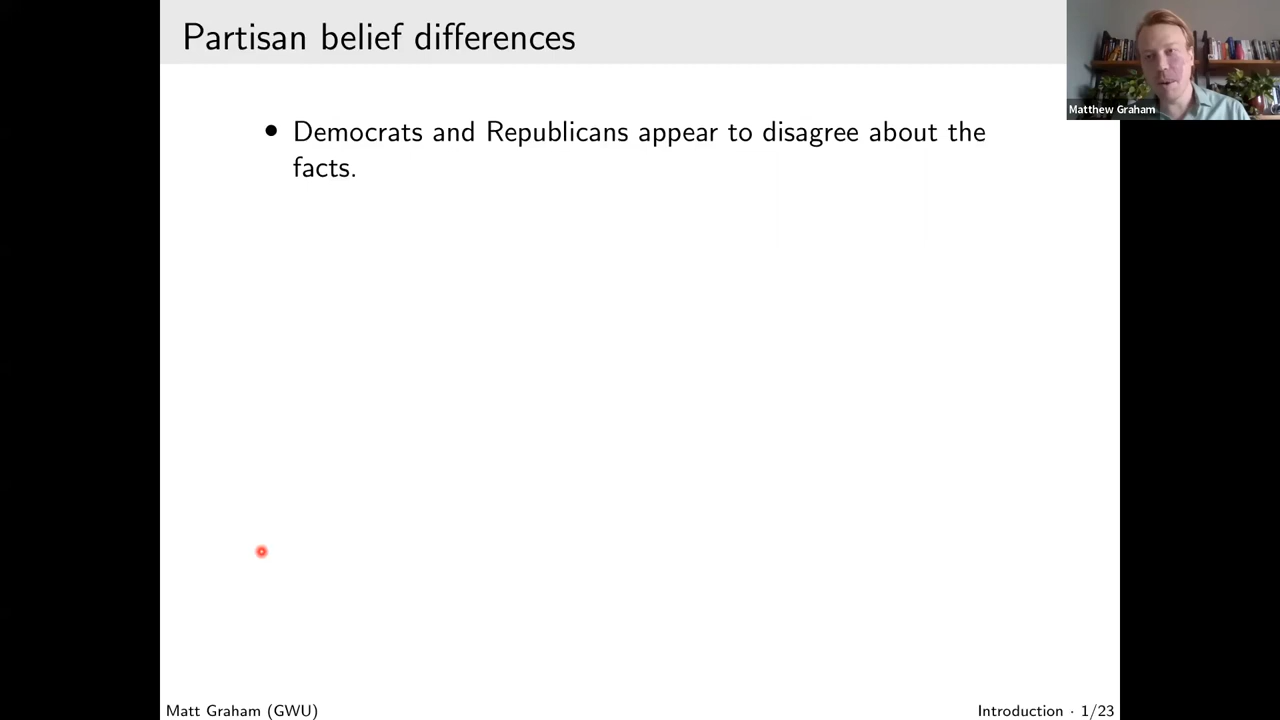 Partisan belief differences
Matthew Graham
• Democrats and Republicans appear to disagree about the
facts.
Matt Graham (GWU)
Introduction · 1/23